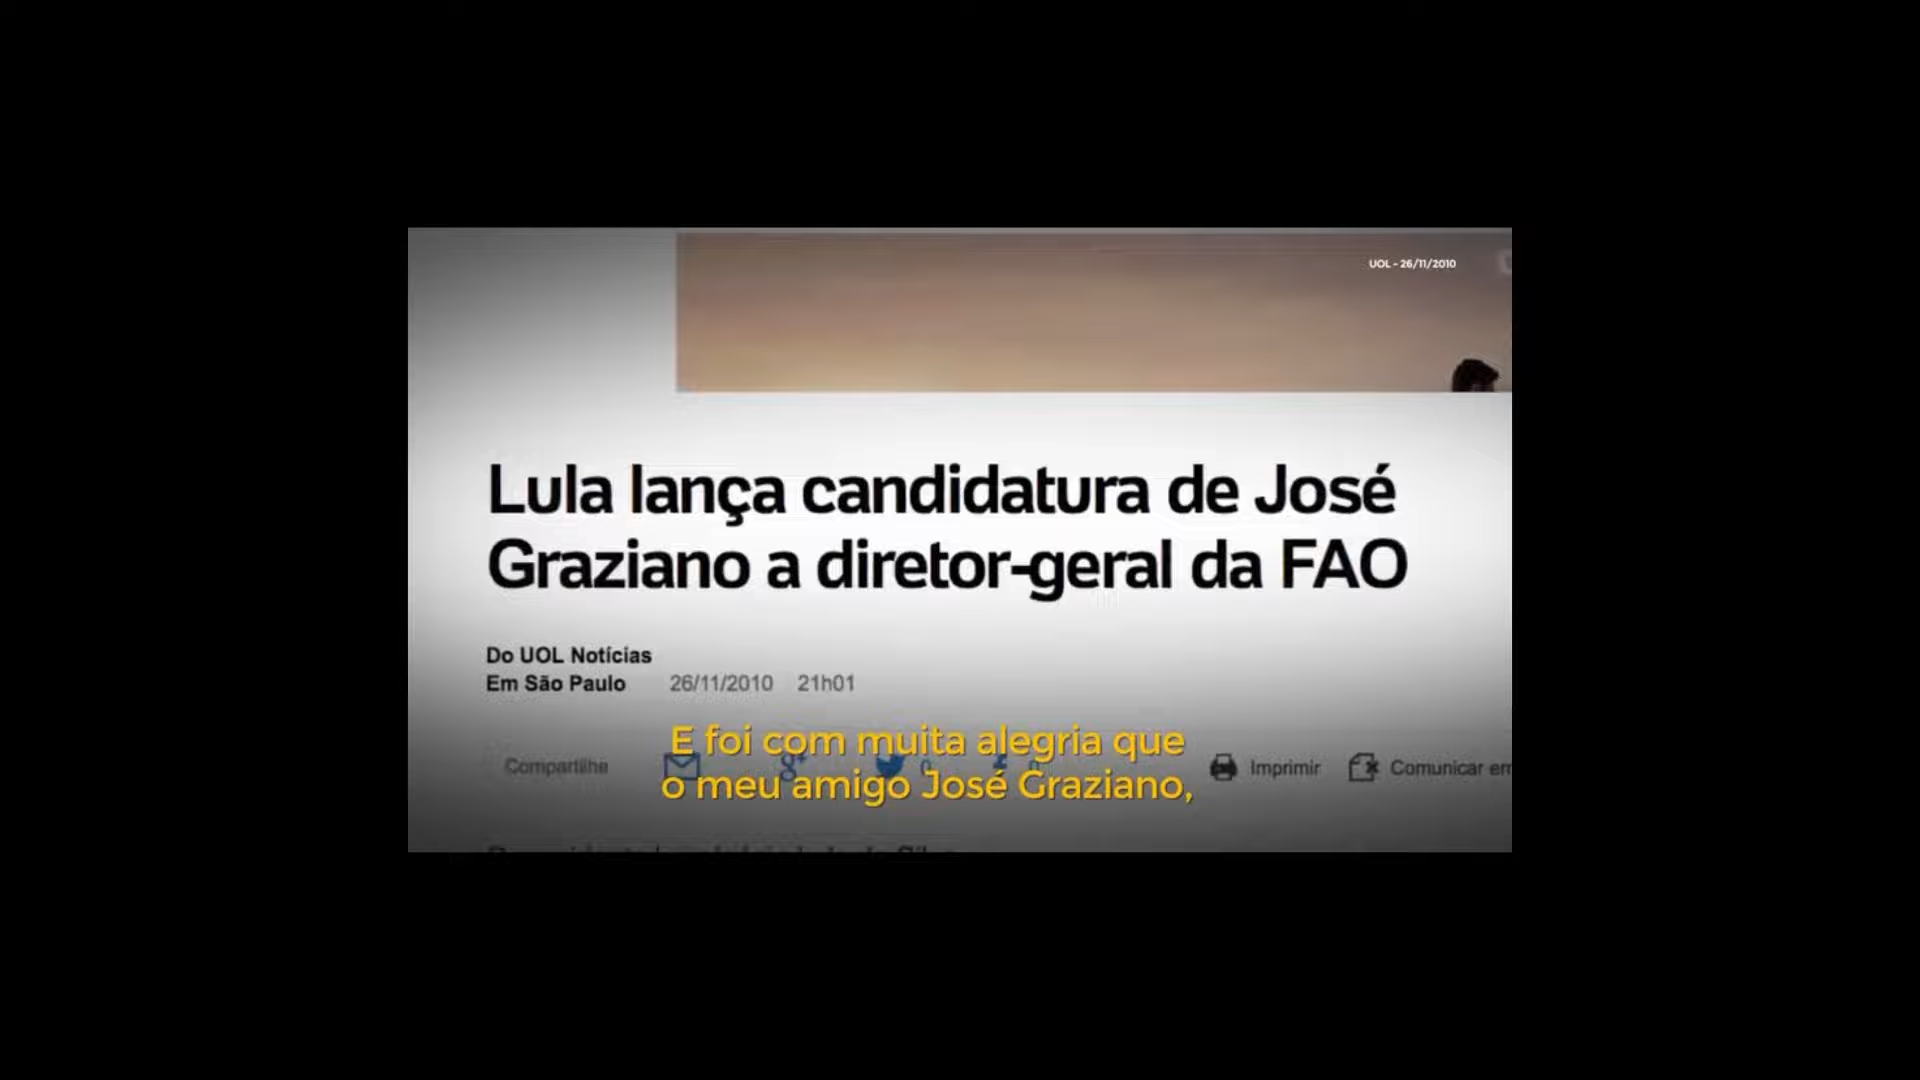 UOL - 26/11/2010
Lula lança candidatura de José
Graziano a diretor-geral da FAO
Do UOL Notícias
Em São Paulo 26/11/2010 21h01
Compartilhe
Imprimir
Comunicar
E foi com muita alegria que
o meu amigo José Graziano,